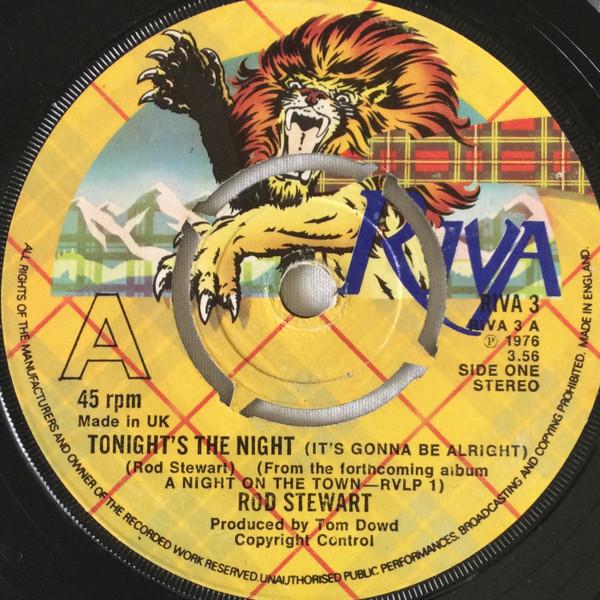 RIVA
A
RIVA 3
RIVA 3 A
Ⓟ 1976
3.56
SIDE ONE
STEREO
45 rpm
Made in UK
TONIGHT'S THE NIGHT (IT'S GONNA BE ALRIGHT)
(Rod Stewart) (From the forthcoming album
A NIGHT ON THE TOWN—RVLP 1)
ROD STEWART
Produced by Tom Dowd
Copyright Control
ALL RIGHTS OF THE MANUFACTURERS AND OWNER OF THE RECORDED WORK RESERVED. UNAUTHORISED PUBLIC PERFORMANCES, BROADCASTING AND COPYING PROHIBITED. MADE IN ENGLAND.